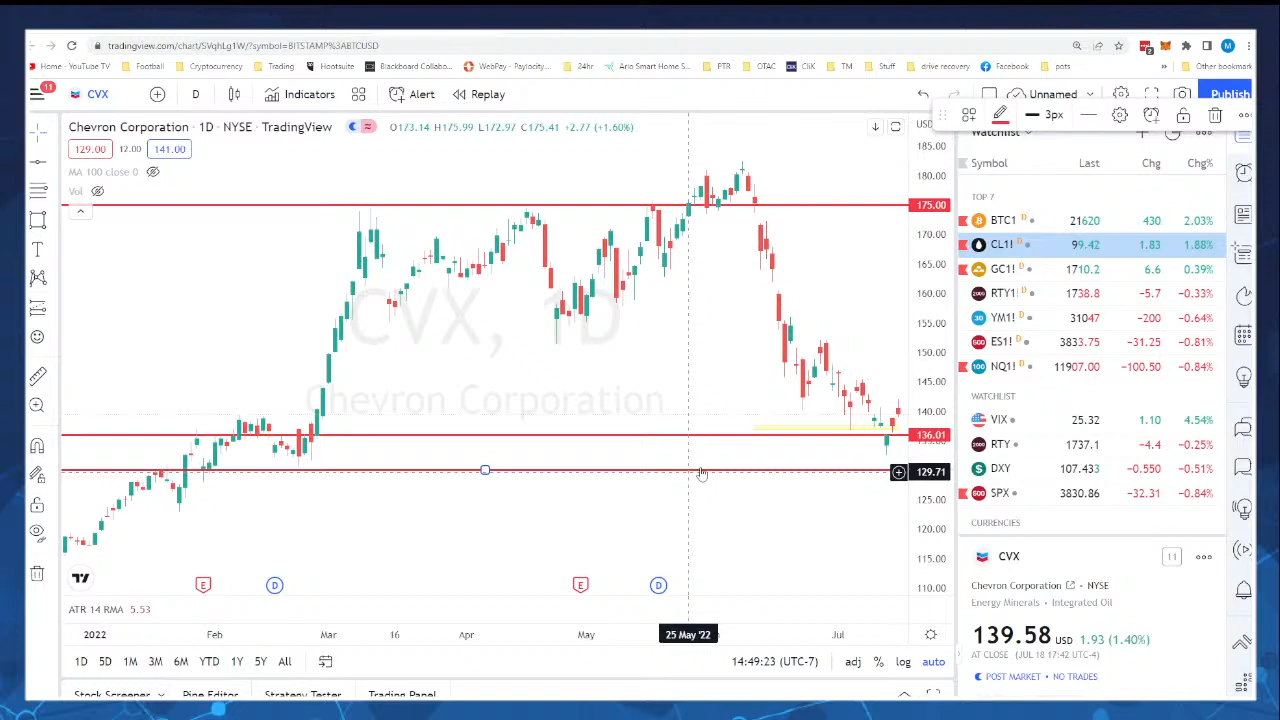 tradingview.com/chart/SVqhLg1W/?symbol=BITSTAMP%3ABTCUSD
Home - YouTube TV Football Cryptocurrency Trading Hootsuite Blackboard Collabo... WebPay - Paylocity... 24hr Ario Smart Home S... PTR OTAC CliK TM Stuff drive recovery Facebook pots » Other bookmark
11 CVX D Indicators Alert Replay Unnamed Publish
3px
Chevron Corporation · 1D · NYSE · TradingView O173.14 H175.99 L172.97 C175.41 +2.77 (+1.60%)
129.00 12.00 141.00
MA 100 close 0
Vol
CVX, 1D
Chevron Corporation
185.00
180.00
175.00
170.00
165.00
160.00
155.00
150.00
145.00
140.00
136.01
129.71
125.00
120.00
115.00
110.00
E D E D
ATR 14 RMA 5.53
2022 Feb Mar 16 Apr May 25 May '22 Jul
1D 5D 1M 3M 6M YTD 1Y 5Y All 14:49:23 (UTC-7) adj % log auto
Stock Screener Pine Editor Strategy Tester Trading Panel
Watchlist
Symbol Last Chg Chg%
TOP 7
BTC1 D 21620 430 2.03%
CL1! D 99.42 1.83 1.88%
GC1! D 1710.2 6.6 0.39%
RTY1! D 1738.8 −5.7 −0.33%
YM1! D 31047 −200 −0.64%
ES1! D 3833.75 −31.25 −0.81%
NQ1! D 11907.00 −100.50 −0.84%
WATCHLIST
VIX 25.32 1.10 4.54%
RTY 1737.1 −4.4 −0.25%
DXY 107.433 −0.550 −0.51%
SPX 3830.86 −32.31 −0.84%
CURRENCIES
CVX
Chevron Corporation · NYSE
Energy Minerals · Integrated Oil
139.58 USD 1.93 (1.40%)
AT CLOSE (JUL 18 17:42 UTC-4)
POST MARKET · NO TRADES